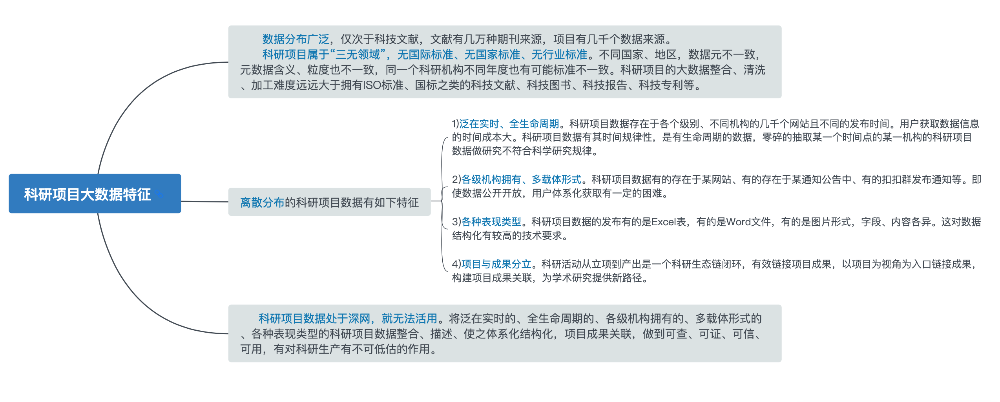 数据分布广泛，仅次于科技文献，文献有几万种期刊来源，项目有几千个数据来源。
科研项目属于“三无领域”，无国际标准、无国家标准、无行业标准。不同国家、地区，数据元不一致，
元数据含义、粒度也不一致，同一个科研机构不同年度也有可能标准不一致。科研项目的大数据整合、清洗
、加工难度远远大于拥有ISO标准、国标之类的科技文献、科技图书、科技报告、科技专利等。
科研项目大数据特征
离散分布的科研项目数据有如下特征
1)泛在实时、全生命周期。科研项目数据存在于各个级别、不同机构的几千个网站且不同的发布时间。用户获取数据信息
的时间成本大。科研项目数据有其时间规律性，是有生命周期的数据，零碎的抽取某一个时间点的某一机构的科研项目
数据做研究不符合科学研究规律。
2)各级机构拥有、多载体形式。科研项目数据有的存在于某网站、有的存在于某通知公告中、有的扣扣群发布通知等。即
使数据公开开放，用户体系化获取有一定的困难。
3)各种表现类型。科研项目数据的发布有的是Excel表，有的是Word文件，有的是图片形式，字段、内容各异。这对数据
结构化有较高的技术要求。
4)项目与成果分立。科研活动从立项到产出是一个科研生态链闭环，有效链接项目成果，以项目为视角为入口链接成果，
构建项目成果关联，为学术研究提供新路径。
科研项目数据处于深网，就无法活用。将泛在实时的、全生命周期的、各级机构拥有的、多载体形式的
、各种表现类型的科研项目数据整合、描述、使之体系化结构化，项目成果关联，做到可查、可证、可信、
可用，有对科研生产有不可低估的作用。